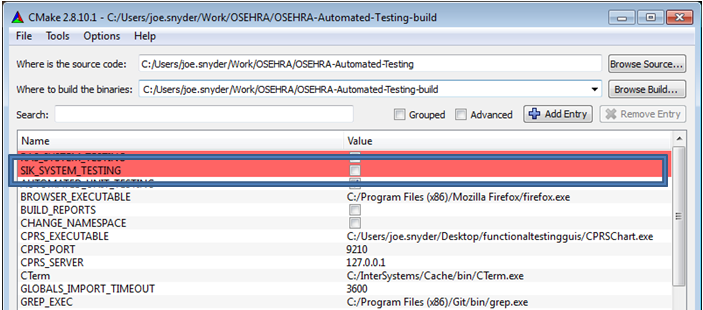 CMake 2.8.10.1 - C:/Users/joe.snyder/Work/OSEHRA/OSEHRA-Automated-Testing-build
File Tools Options Help
Where is the source code: C:/Users/joe.snyder/Work/OSEHRA/OSEHRA-Automated-Testing Browse Source...
Where to build the binaries: C:/Users/joe.snyder/Work/OSEHRA/OSEHRA-Automated-Testing-build Browse Build...
Search: Grouped Advanced Add Entry Remove Entry
Name Value
SIK_SYSTEM_TESTING
AUTOMATED_UNIT_TESTING
BROWSER_EXECUTABLE C:/Program Files (x86)/Mozilla Firefox/firefox.exe
BUILD_REPORTS
CHANGE_NAMESPACE
CPRS_EXECUTABLE C:/Users/joe.snyder/Desktop/functionaltestingguis/CPRSChart.exe
CPRS_PORT 9210
CPRS_SERVER 127.0.0.1
CTerm C:/InterSystems/Cache/bin/CTerm.exe
GLOBALS_IMPORT_TIMEOUT 3600
GREP_EXEC C:/Program Files (x86)/Git/bin/grep.exe